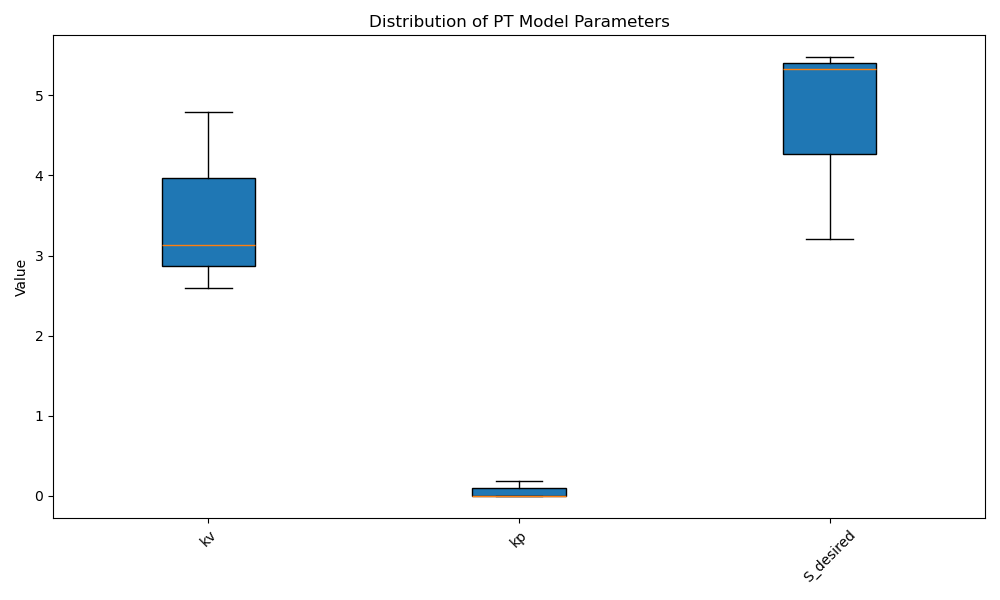 Distribution of PT Model Parameters
Value
5
4
3
2
1
0
kv
kp
S_desired